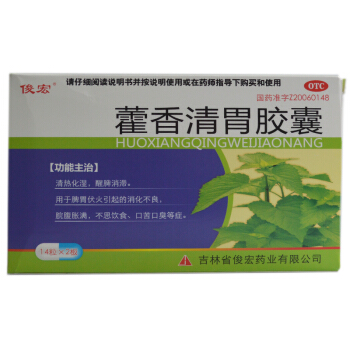 俊宏
请仔细阅读说明书并按说明使用或在药师指导下购买和使用
OTC
国药准字Z20060148
藿香清胃胶囊
HUOXIANGQINGWEIJIAONANG
【功能主治】
清热化湿，醒脾消滞。
用于脾胃伏火引起的消化不良，
脘腹胀满，不思饮食，口苦口臭等症。
14粒×2板
吉林省俊宏药业有限公司